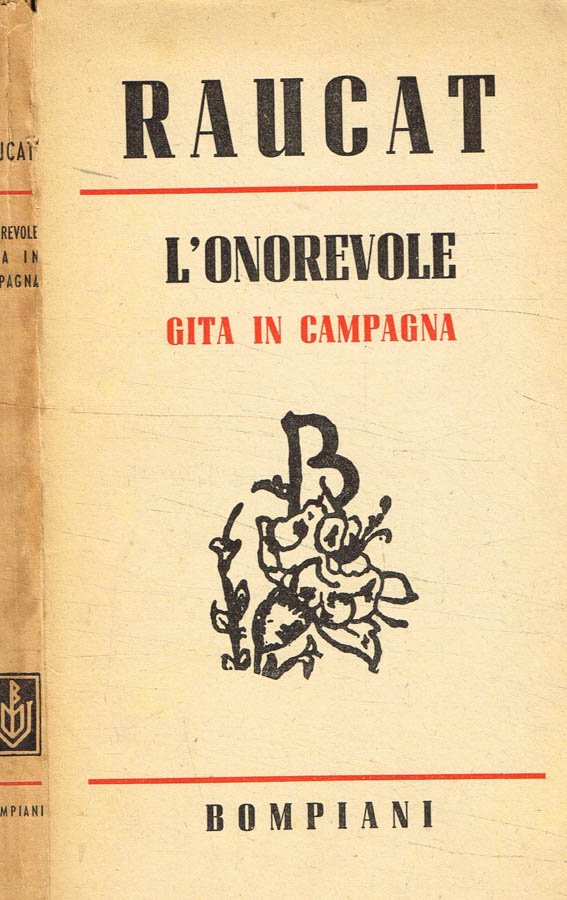 RAUCAT
L'ONOREVOLE
GITA IN CAMPAGNA
B
BOMPIANI
UCAT
REVOLE
A IN
PAGNA
B
MPIANI